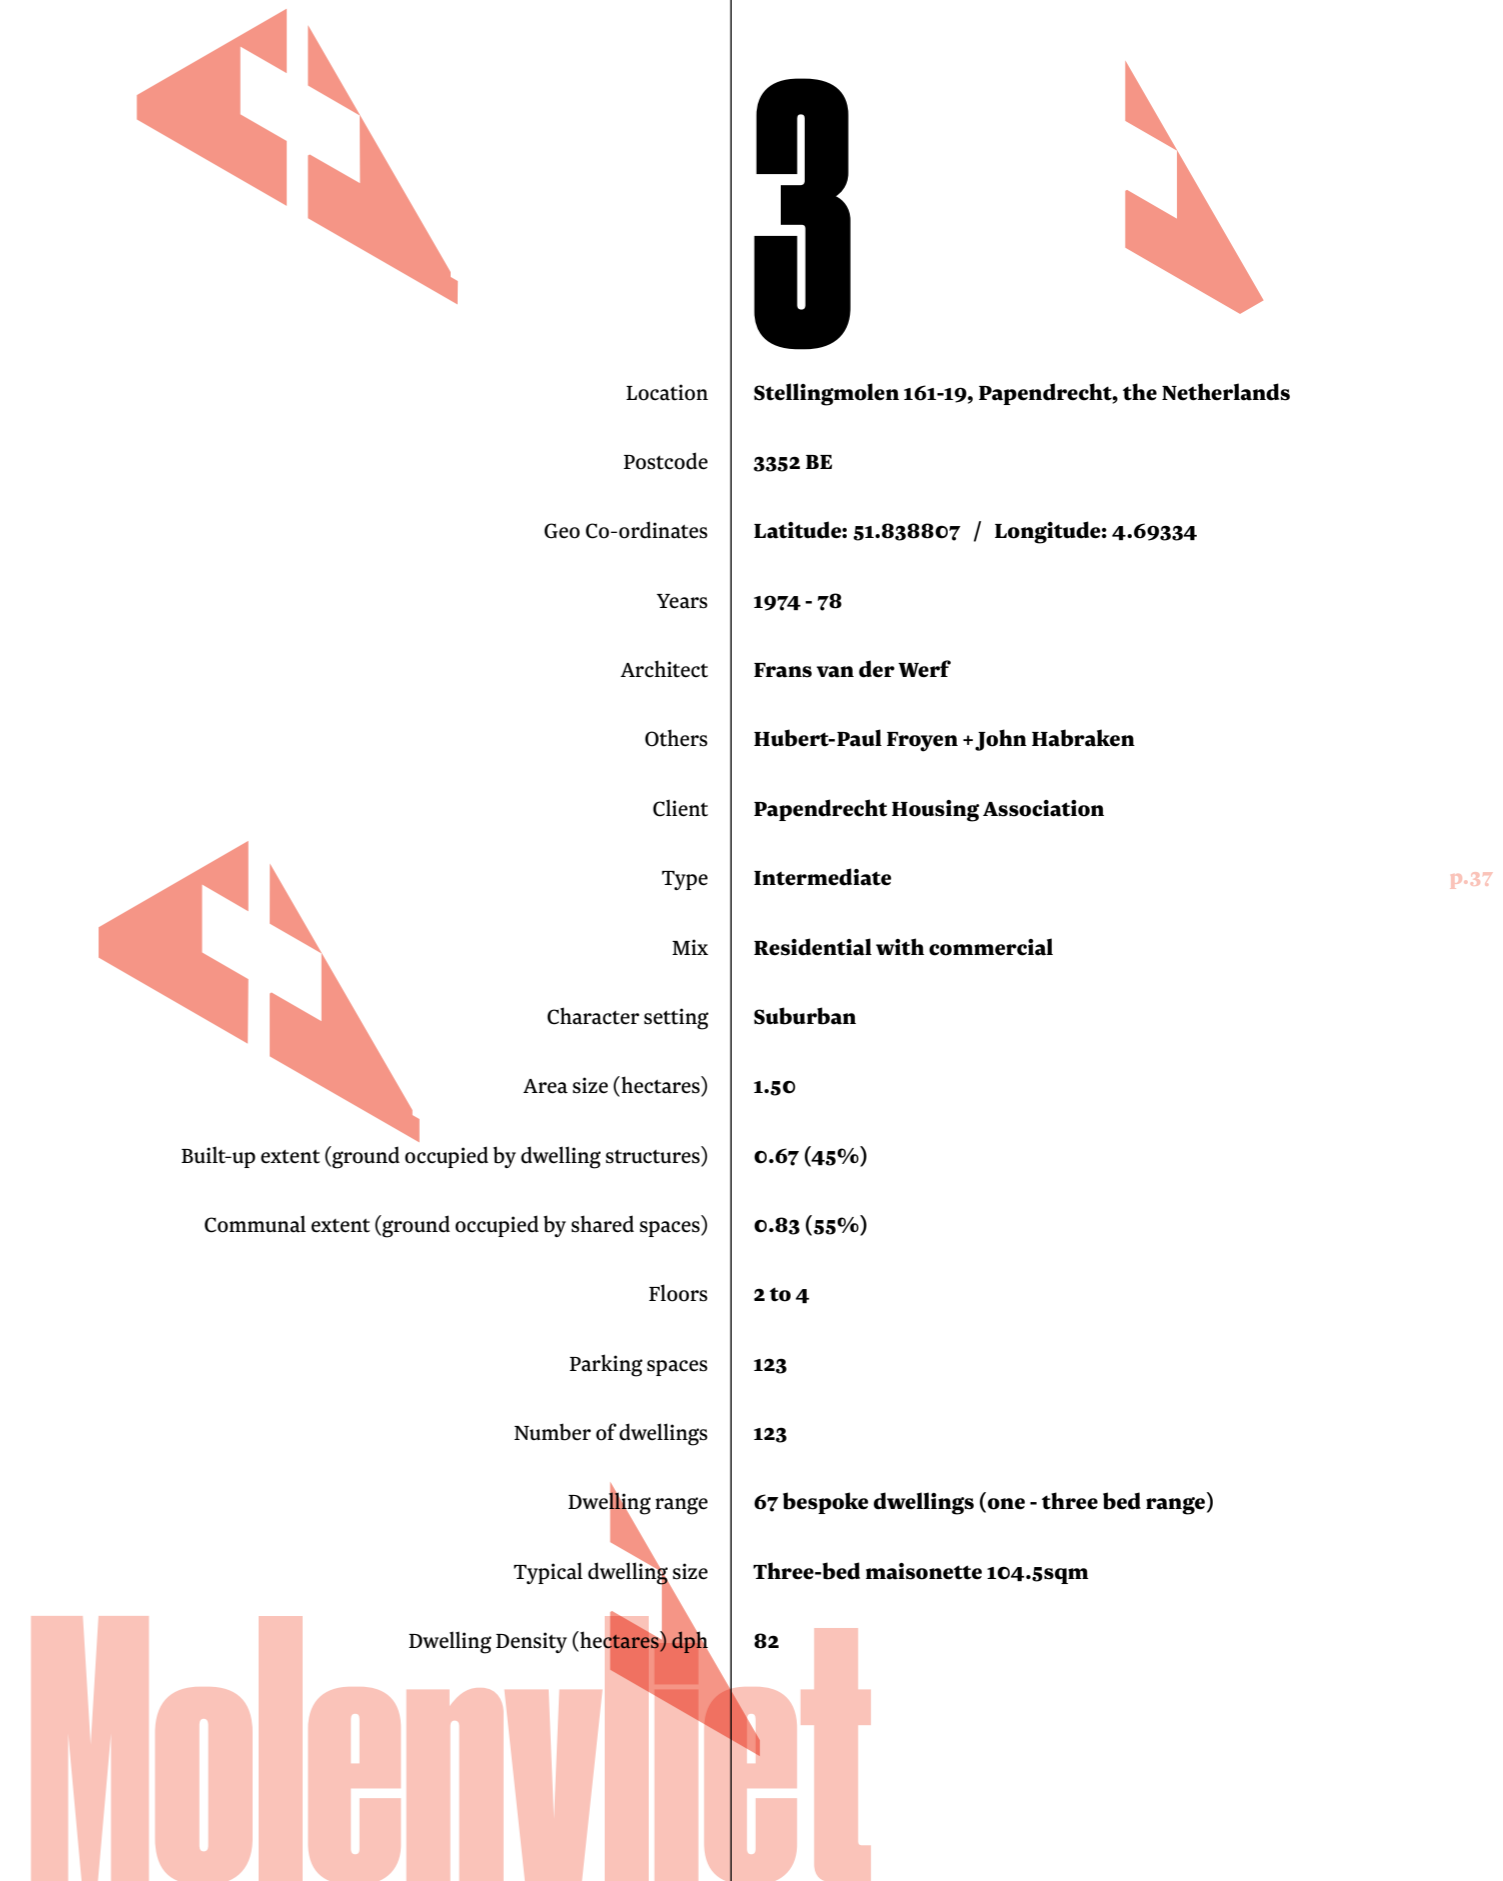 3
Location Stellingmolen 161-19, Papendrecht, the Netherlands
Postcode 3352 BE
Geo Co-ordinates Latitude: 51.838807 / Longitude: 4.69334
Years 1974 - 78
Architect Frans van der Werf
Others Hubert-Paul Froyen + John Habraken
Client Papendrecht Housing Association
Type Intermediate p.37
Mix Residential with commercial
Character setting Suburban
Area size (hectares) 1.50
Built-up extent (ground occupied by dwelling structures) 0.67 (45%)
Communal extent (ground occupied by shared spaces) 0.83 (55%)
Floors 2 to 4
Parking spaces 123
Number of dwellings 123
Dwelling range 67 bespoke dwellings (one - three bed range)
Typical dwelling size Three-bed maisonette 104.5sqm
Dwelling Density (hectares) dph 82
Molenvliet